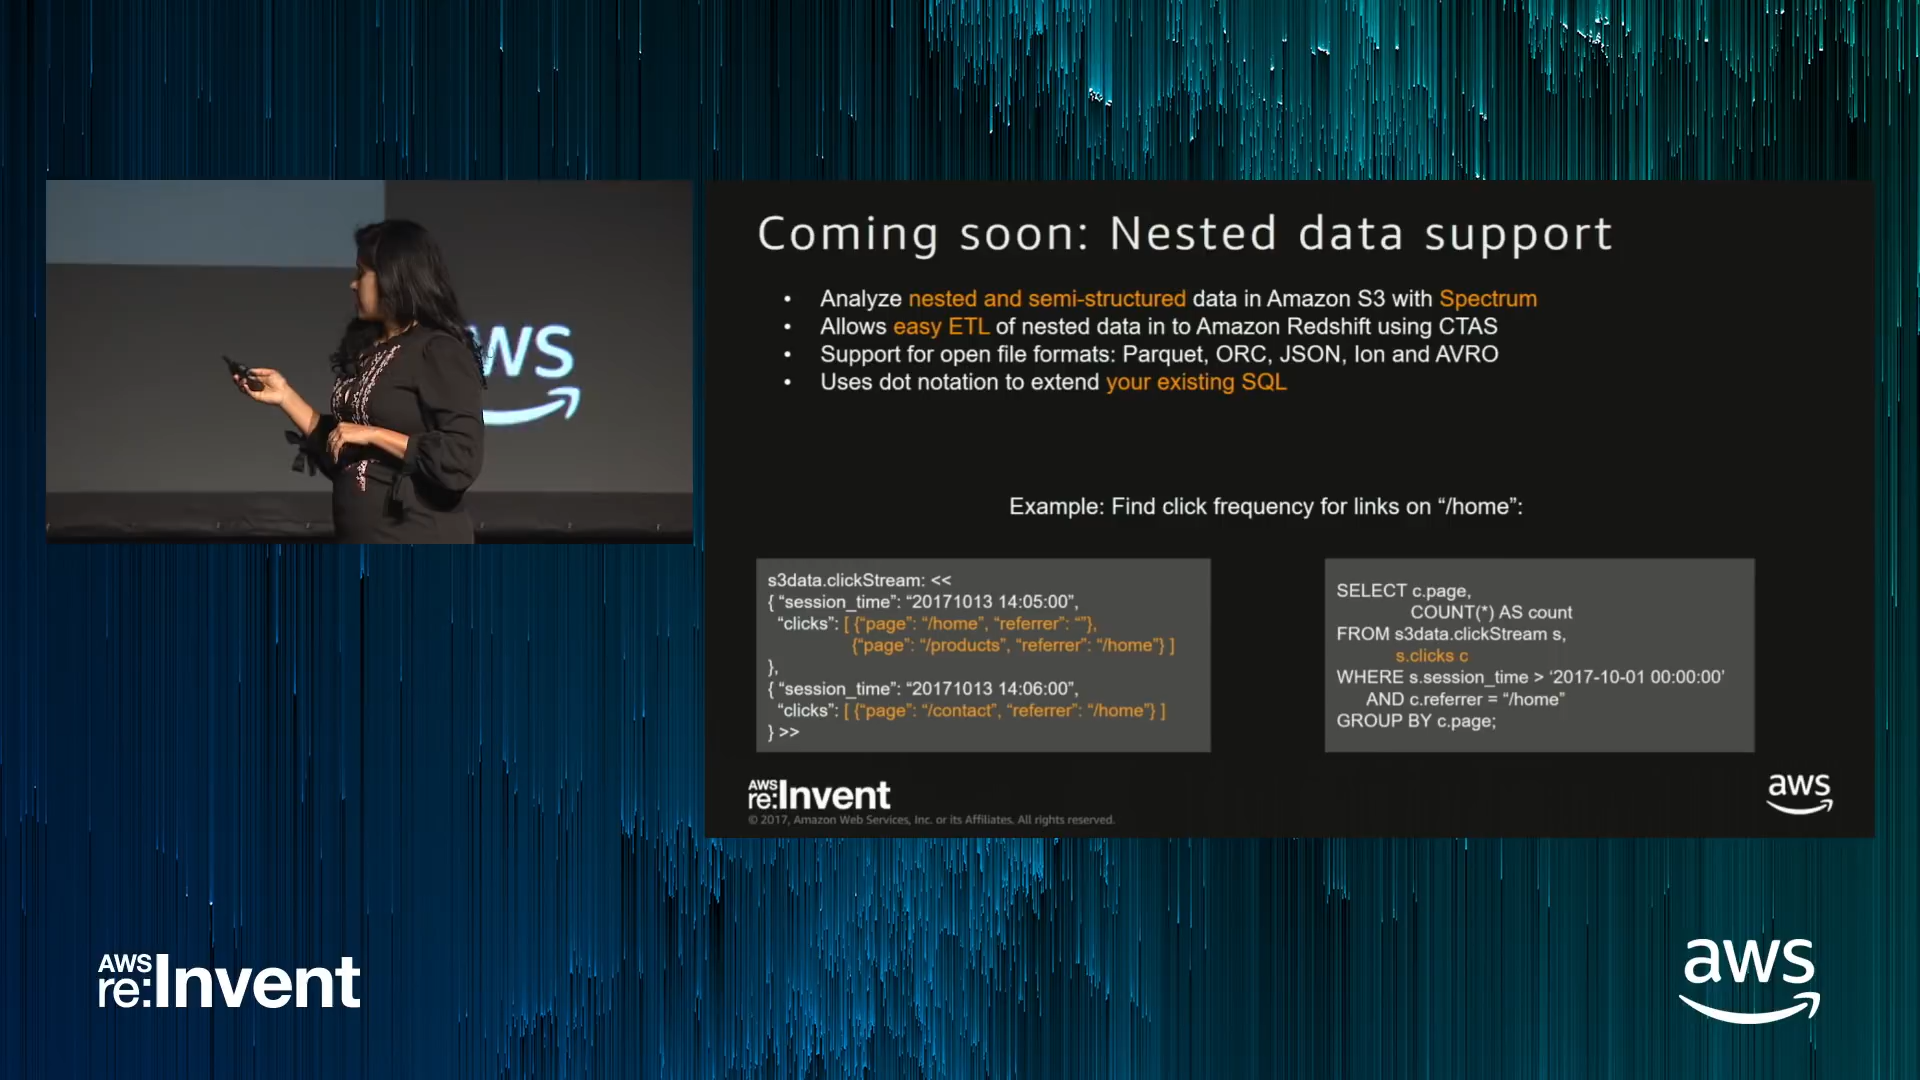 WS
Coming soon: Nested data support
• Analyze nested and semi-structured data in Amazon S3 with Spectrum
• Allows easy ETL of nested data in to Amazon Redshift using CTAS
• Support for open file formats: Parquet, ORC, JSON, Ion and AVRO
• Uses dot notation to extend your existing SQL
Example: Find click frequency for links on “/home”:
s3data.clickStream: <<
{ “session_time”: “20171013 14:05:00”,
“clicks”: [ {“page”: “/home”, “referrer”: “”},
{“page”: “/products”, “referrer”: “/home”} ]
},
{ “session_time”: “20171013 14:06:00”,
“clicks”: [ {“page”: “/contact”, “referrer”: “/home”} ]
} >>
SELECT c.page,
COUNT(*) AS count
FROM s3data.clickStream s,
s.clicks c
WHERE s.session_time > ‘2017-10-01 00:00:00’
AND c.referrer = “/home”
GROUP BY c.page;
AWS
re:Invent
© 2017, Amazon Web Services, Inc. or its Affiliates. All rights reserved.
aws
AWS
re:Invent
aws